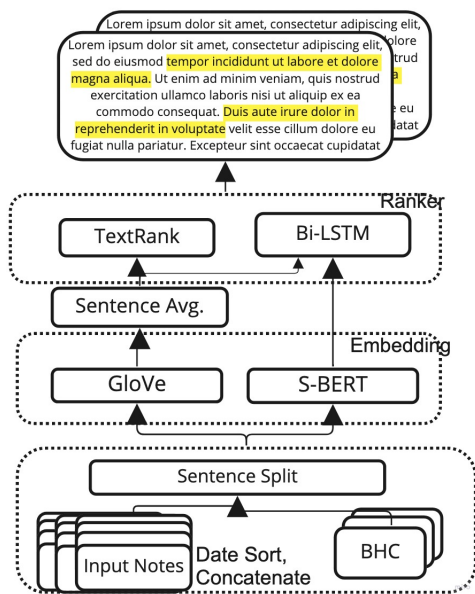 Lorem ipsum dolor sit amet, consectetur adipiscing elit,
olore
trud
a
e eu
datat
Lorem ipsum dolor sit amet, consectetur adipiscing elit,
sed do eiusmod tempor incididunt ut labore et dolore
magna aliqua. Ut enim ad minim veniam, quis nostrud
exercitation ullamco laboris nisi ut aliquip ex ea
commodo consequat. Duis aute irure dolor in
reprehenderit in voluptate velit esse cillum dolore eu
fugiat nulla pariatur. Excepteur sint occaecat cupidatat
Ranker
TextRank
Bi-LSTM
Sentence Avg.
Embedding
GloVe
S-BERT
Sentence Split
Input Notes
Date Sort,
Concatenate
BHC